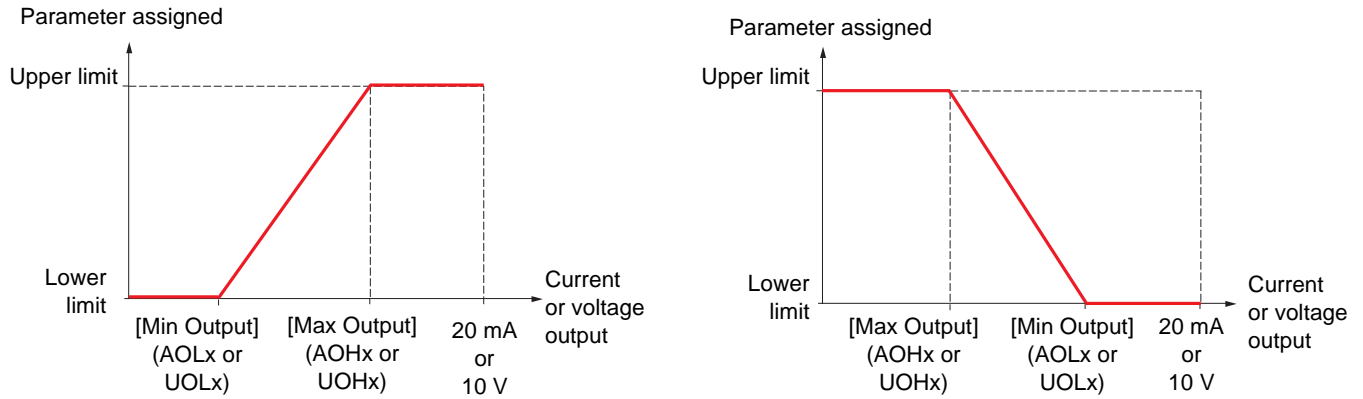 Parameter assigned
Upper limit
Lower
limit
[Min Output]
(AOLx or
UOLx)
[Max Output]
(AOHx or
UOHx)
20 mA
or
10 V
Current
or voltage
output
Parameter assigned
Upper limit
Lower
limit
[Max Output]
(AOHx or
UOHx)
[Min Output]
(AOLx or
UOLx)
20 mA
or
10 V
Current
or voltage
output